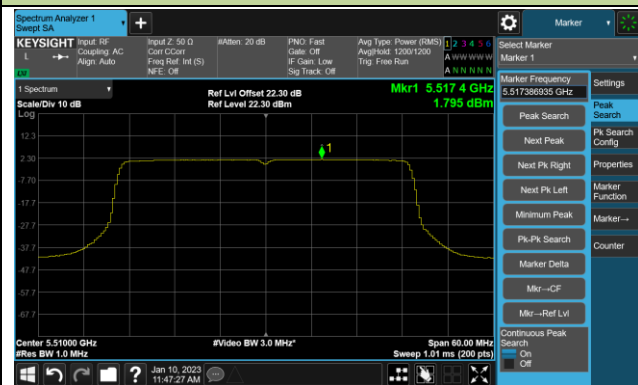 Spectrum Analyzer 1
Swept SA
Marker
KEYSIGHT
L
Input: RF
Coupling: AC
Align: Auto
Input Z: 50 Ω
Corr CCorr
Freq Ref: Int (S)
NFE: Off
#Atten: 20 dB
PNO: Fast
Gate: Off
IF Gain: Low
Sig Track: Off
Avg Type: Power (RMS)
Avg|Hold: 1200/1200
Trig: Free Run
1 2 3 4 5 6
A W W W W W
A N N N N N
Select Marker
Marker 1
1 Spectrum
Scale/Div 10 dB
Log
Ref Lvl Offset 22.30 dB
Ref Level 22.30 dBm
Mkr1 5.517 4 GHz
1.795 dBm
12.3
2.30
-7.70
-17.7
-27.7
-37.7
-47.7
-57.7
-67.7
1
Center 5.51000 GHz
#Res BW 1.0 MHz
#Video BW 3.0 MHz*
Span 60.00 MHz
Sweep 1.01 ms (200 pts)
Marker Frequency
5.517386935 GHz
Peak Search
Next Peak
Next Pk Right
Next Pk Left
Minimum Peak
Pk-Pk Search
Marker Delta
Mkr→CF
Mkr→Ref Lvl
Continuous Peak
Search
On
Off
Settings
Peak
Search
Pk Search
Config
Properties
Marker
Function
Marker→
Counter
?
Jan 10, 2023
11:47:27 AM